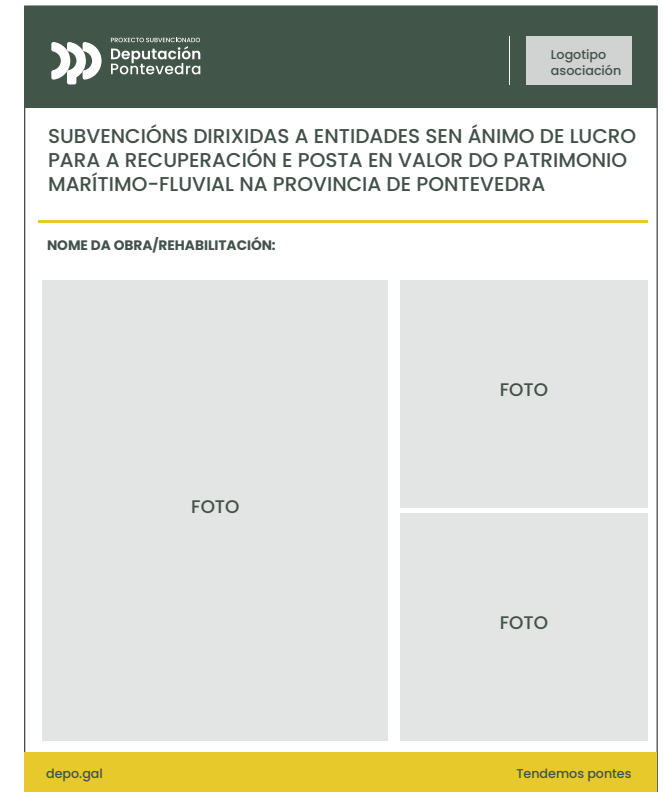 PROXECTO SUBVENCIONADO
Deputación
Pontevedra
Logotipo
asociación
SUBVENCIÓNS DIRIXIDAS A ENTIDADES SEN ÁNIMO DE LUCRO
PARA A RECUPERACIÓN E POSTA EN VALOR DO PATRIMONIO
MARÍTIMO-FLUVIAL NA PROVINCIA DE PONTEVEDRA
NOME DA OBRA/REHABILITACIÓN:
FOTO
FOTO
FOTO
depo.gal
Tendemos pontes